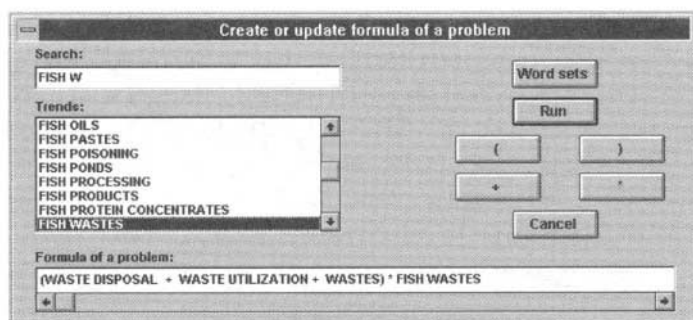 Create or update formula of a problem
Search:
FISH W
Word sets
Trends:
Run
FISH OILS
FISH PASTES
FISH POISONING
FISH PONDS
FISH PROCESSING
FISH PRODUCTS
FISH PROTEIN CONCENTRATES
FISH WASTES
( )
+ *
Cancel
Formula of a problem:
(WASTE DISPOSAL + WASTE UTILIZATION + WASTES) * FISH WASTES